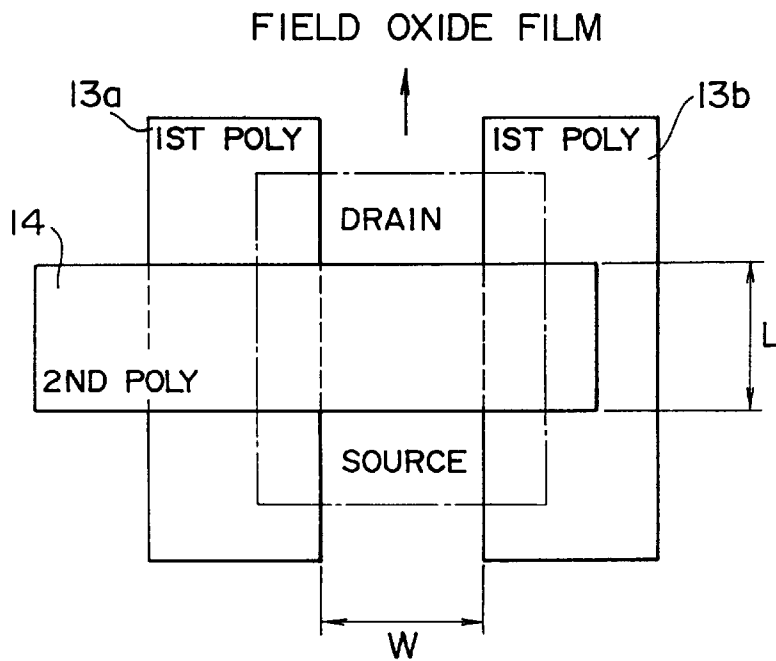 FIELD OXIDE FILM
13a
13b
1ST POLY
1ST POLY
DRAIN
14
L
2ND POLY
SOURCE
W